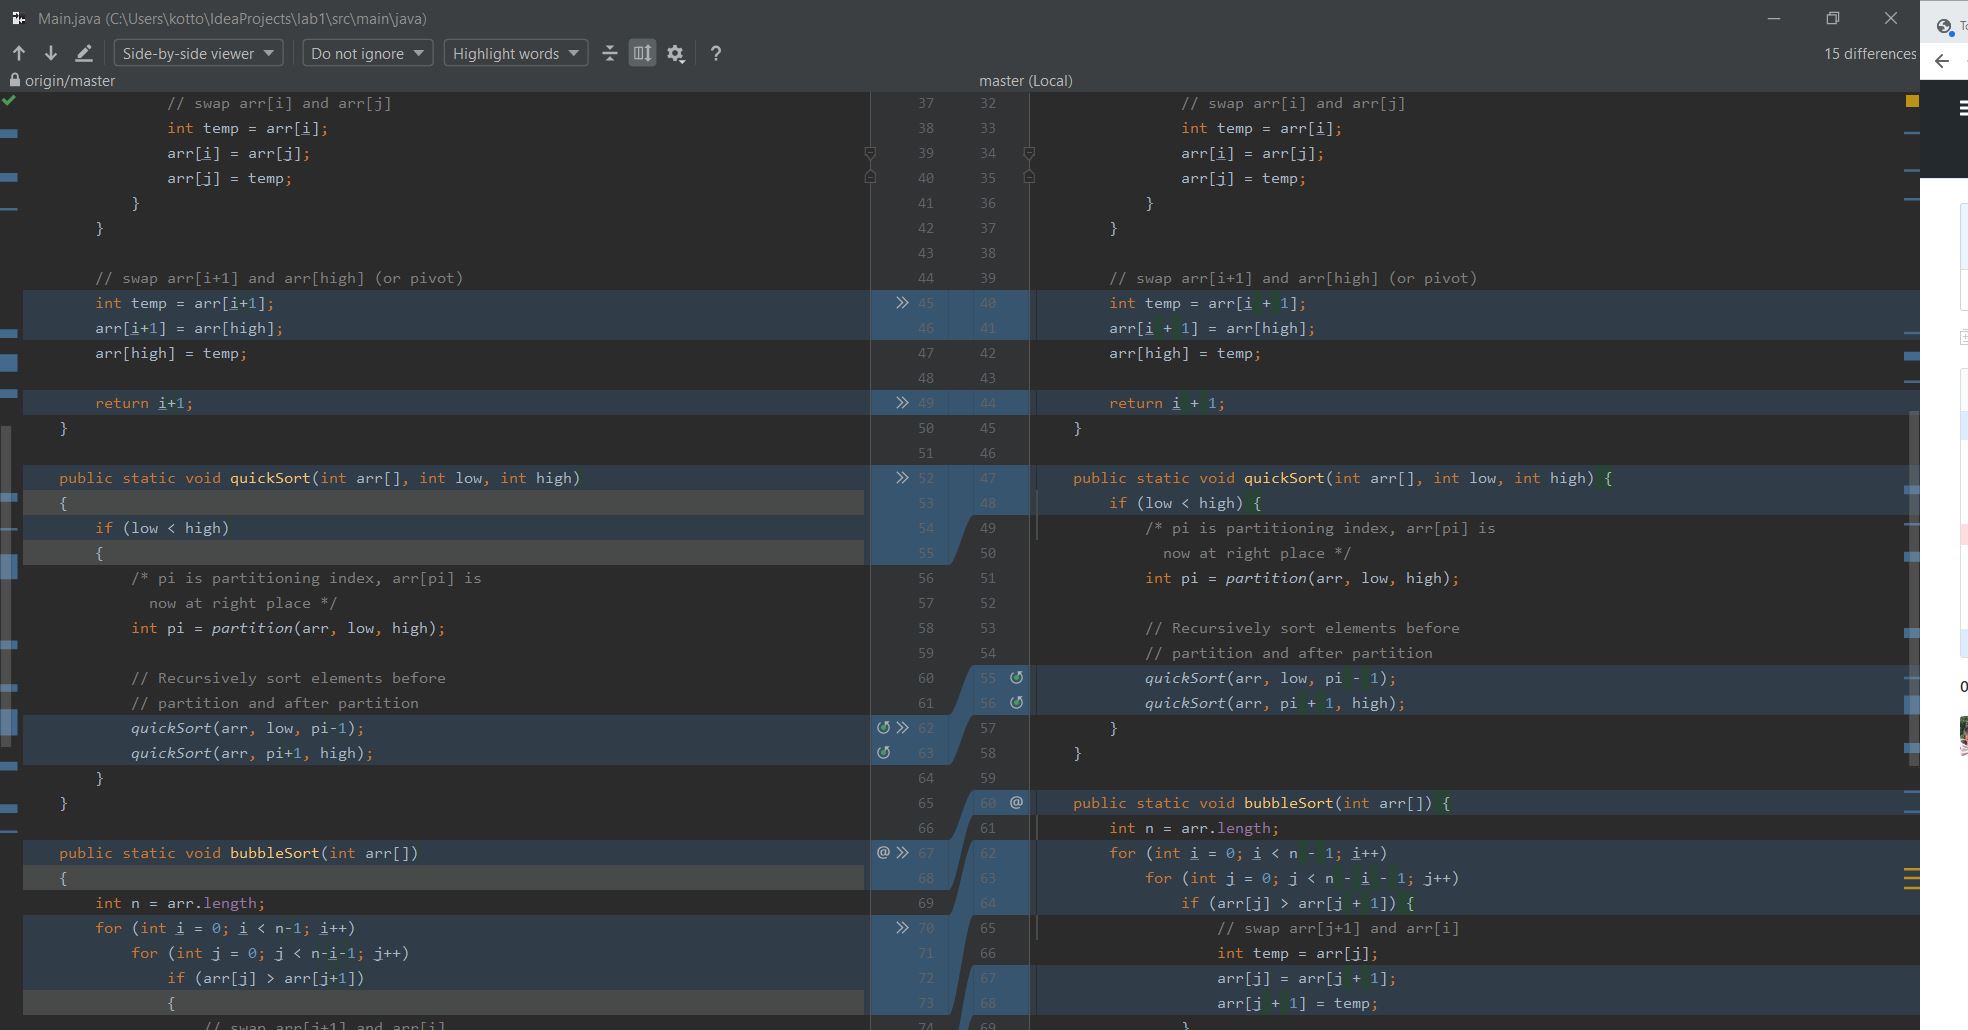 Main.java (C:\Users\kotto\IdeaProjects\lab1\src\main\java)
Side-by-side viewer
Do not ignore
Highlight words
?
15 differences
origin/master
master (Local)
// swap arr[i] and arr[j]
int temp = arr[i];
arr[i] = arr[j];
arr[j] = temp;
}
}
// swap arr[i+1] and arr[high] (or pivot)
int temp = arr[i+1];
arr[i+1] = arr[high];
arr[high] = temp;
return i+1;
}
public static void quickSort(int arr[], int low, int high)
{
if (low < high)
{
/* pi is partitioning index, arr[pi] is
now at right place */
int pi = partition(arr, low, high);
// Recursively sort elements before
// partition and after partition
quickSort(arr, low, pi-1);
quickSort(arr, pi+1, high);
}
}
public static void bubbleSort(int arr[])
{
int n = arr.length;
for (int i = 0; i < n-1; i++)
for (int j = 0; j < n-i-1; j++)
if (arr[j] > arr[j+1])
{
// swap arr[j+1] and arr[i]
37 32
38 33
39 34
40 35
41 36
42 37
43 38
44 39
45 40
46 41
47 42
48 43
49 44
50 45
51 46
52 47
53 48
54 49
55 50
56 51
57 52
58 53
59 54
60 55
61 56
62 57
63 58
64 59
65 60 @
66 61
@ 67 62
68 63
69 64
70 65
71 66
72 67
73 68
74 69
// swap arr[i] and arr[j]
int temp = arr[i];
arr[i] = arr[j];
arr[j] = temp;
}
}
// swap arr[i+1] and arr[high] (or pivot)
int temp = arr[i + 1];
arr[i + 1] = arr[high];
arr[high] = temp;
return i + 1;
}
public static void quickSort(int arr[], int low, int high) {
if (low < high) {
/* pi is partitioning index, arr[pi] is
now at right place */
int pi = partition(arr, low, high);
// Recursively sort elements before
// partition and after partition
quickSort(arr, low, pi - 1);
quickSort(arr, pi + 1, high);
}
}
public static void bubbleSort(int arr[]) {
int n = arr.length;
for (int i = 0; i < n - 1; i++)
for (int j = 0; j < n - i - 1; j++)
if (arr[j] > arr[j + 1]) {
// swap arr[j+1] and arr[i]
int temp = arr[j];
arr[j] = arr[j + 1];
arr[j + 1] = temp;
}